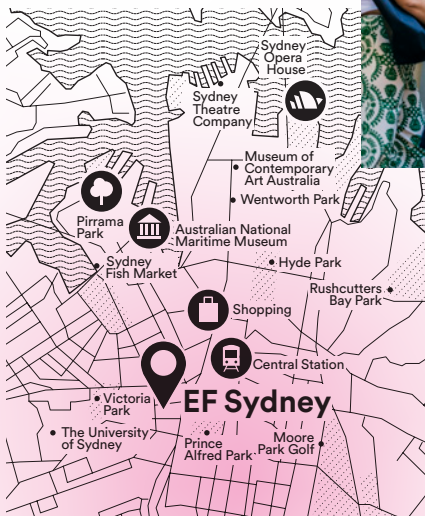 Sydney
Opera
House
Sydney
Theatre
Company
Museum of
Contemporary
Art Australia
Wentworth Park
Pirrama
Park
Australian National
Maritime Museum
Sydney
Fish Market
Hyde Park
Rushcutters
Bay Park
Shopping
Central Station
EF Sydney
Victoria
Park
The University
of Sydney
Prince
Alfred Park
Moore
Park Golf